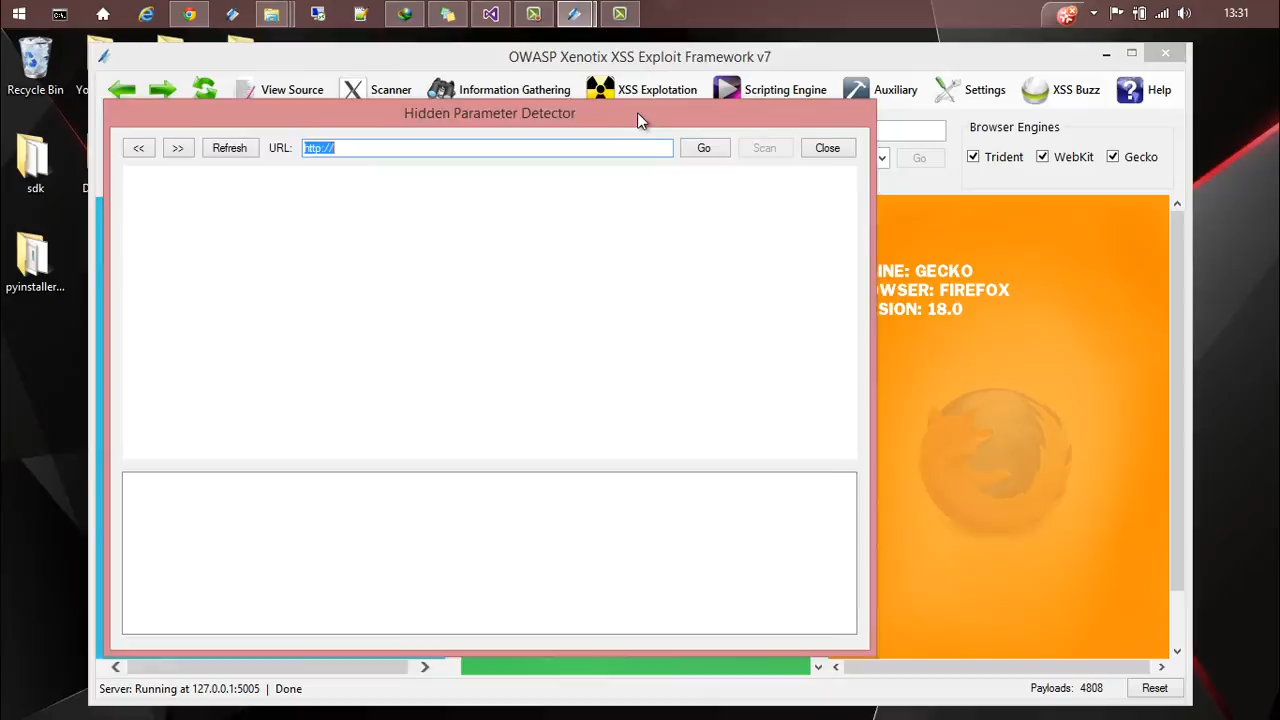 13:31
Recycle Bin
sdk
pyinstaller...
OWASP Xenotix XSS Exploit Framework v7
View Source
Scanner
Information Gathering
XSS Explotation
Scripting Engine
Auxiliary
Settings
XSS Buzz
Help
Hidden Parameter Detector
<<
>>
Refresh
URL:
http://
Go
Scan
Close
Go
Browser Engines
Trident
WebKit
Gecko
GECKO
FIREFOX
18.0
Server: Running at 127.0.0.1:5005 | Done
Payloads: 4808
Reset